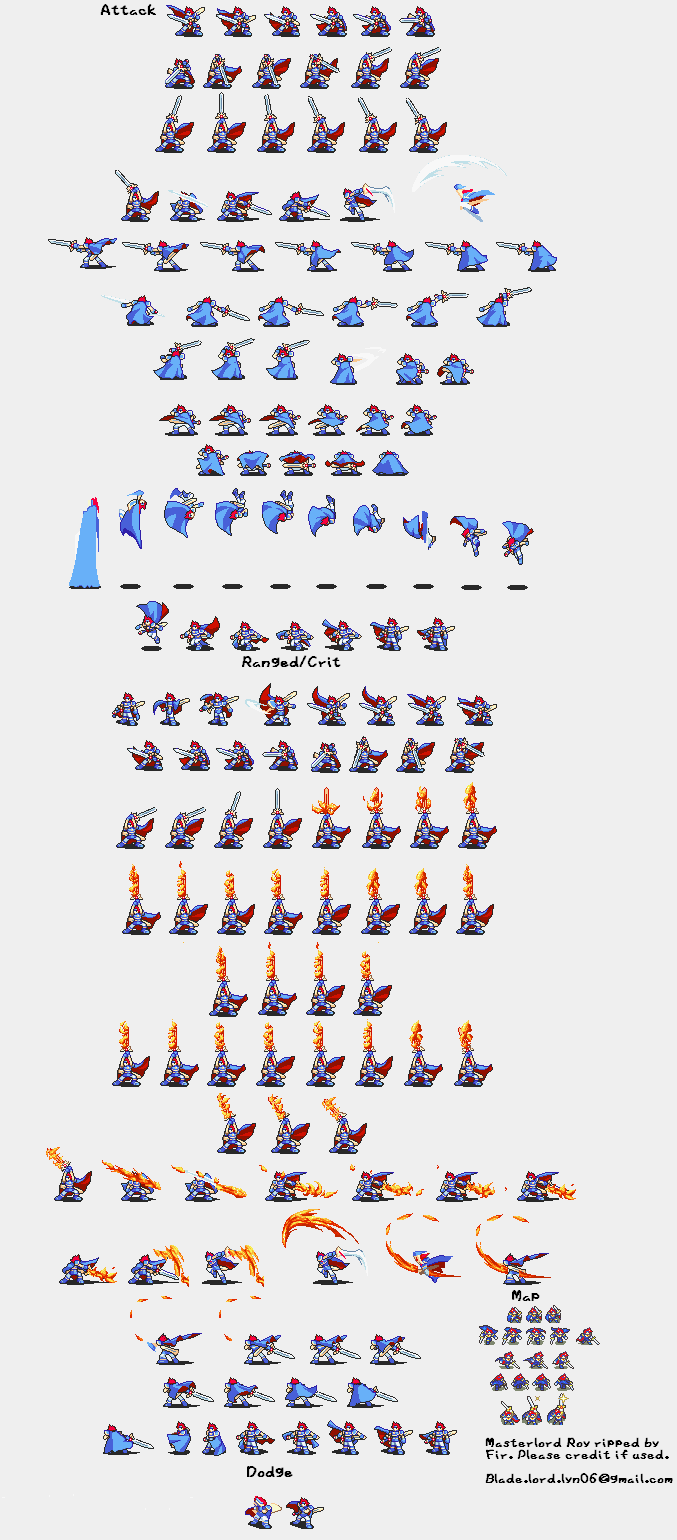 Attack
Ranged/Crit
Map
Masterlord Roy ripped by
Fir. Please credit if used.
Blade.lord.lyn06@gmail.com
Dodge